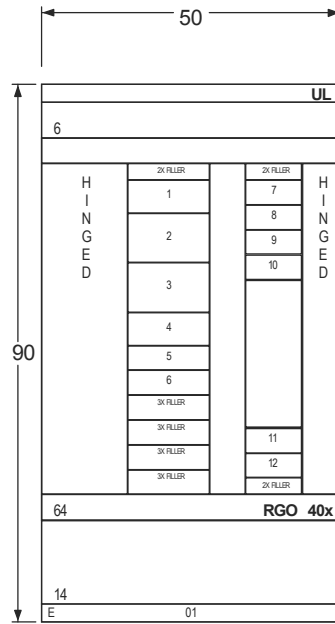 50
UL
6
90
HINGED
2X FILLER
1
2
3
4
5
6
3X FILLER
3X FILLER
3X FILLER
3X FILLER
2X FILLER
7
8
9
10
11
12
2X FILLER
HINGED
64 RGO 40x
14
E 01